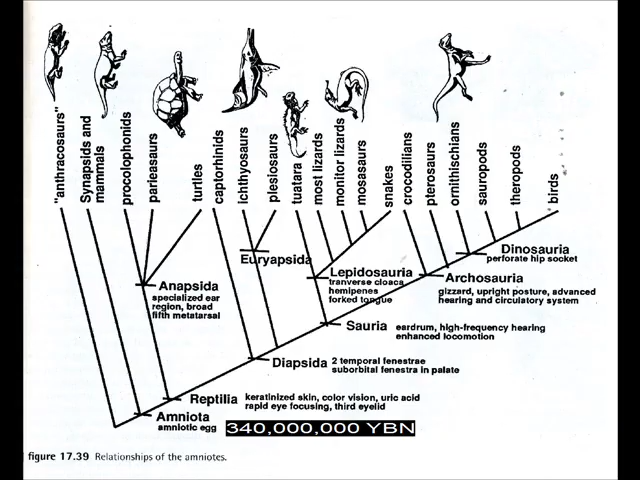 "anthracosaurs"
Synapsids and
mammals
procolophonids
parieasaurs
turtles
captorhinids
Ichthyosaurs
plesiosaurs
tuatara
most lizards
monitor lizards
mosasaurs
snakes
crocodilians
pterosaurs
ornithischians
sauropods
theropods
birds
Dinosauria
perforate hip socket
Euryapsida
Lepidosauria
tranverse cloaca
hemipenes
forked tongue
Archosauria
gizzard, upright posture, advanced
hearing and circulatory system
Anapsida
specialized ear
region, broad
fifth metatarsal
Sauria
eardrum, high-frequency hearing
enhanced locomotion
Diapsida
2 temporal fenestrae
suborbital fenestra in palate
Reptilia
keratinized skin, color vision, uric acid
rapid eye focusing, third eyelid
Amniota
amniotic egg
340,000,000 YBN
figure 17.39 Relationships of the amniotes.